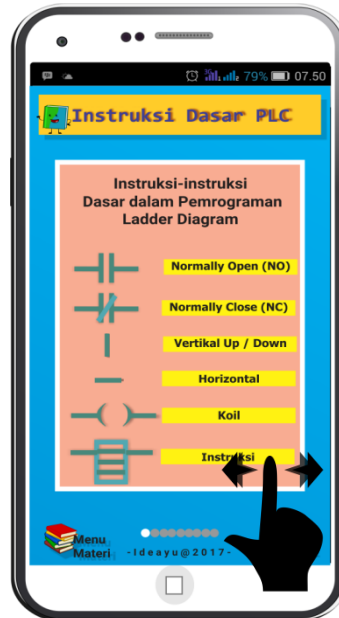 79% 07.50
Instruksi Dasar PLC
Instruksi-instruksi
Dasar dalam Pemrograman
Ladder Diagram
Normally Open (NO)
Normally Close (NC)
Vertikal Up / Down
Horizontal
Koil
Instruksi
Menu
Materi
-Ideayu@2017-